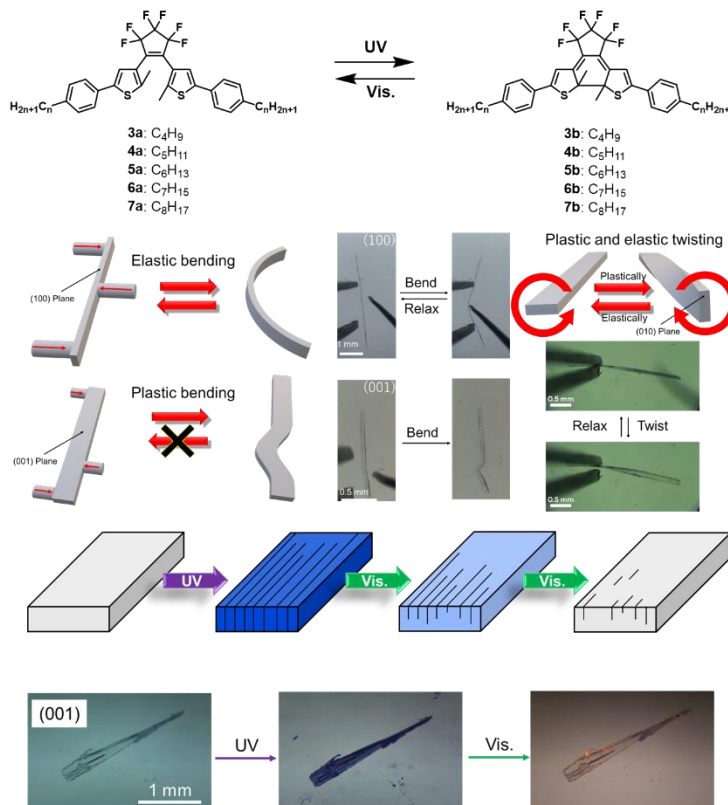 F F F F
F F
UV
Vis.
S
S
H2n+1Cn
CnH2n+1
F F F F
F F
S
S
H2n+1Cn
CnH2n+1
3a: C4H9
4a: C5H11
5a: C6H13
6a: C7H15
7a: C8H17
3b: C4H9
4b: C5H11
5b: C6H13
6b: C7H15
7b: C8H17
(100) Plane
Elastic bending
(100)
Bend
Relax
1 mm
Plastic and elastic twisting
Plastically
Elastically
(010) Plane
0.5 mm
Relax
Twist
0.5 mm
(001) Plane
Plastic bending
(001)
Bend
0.5 mm
UV
Vis.
Vis.
(001)
1 mm
UV
Vis.